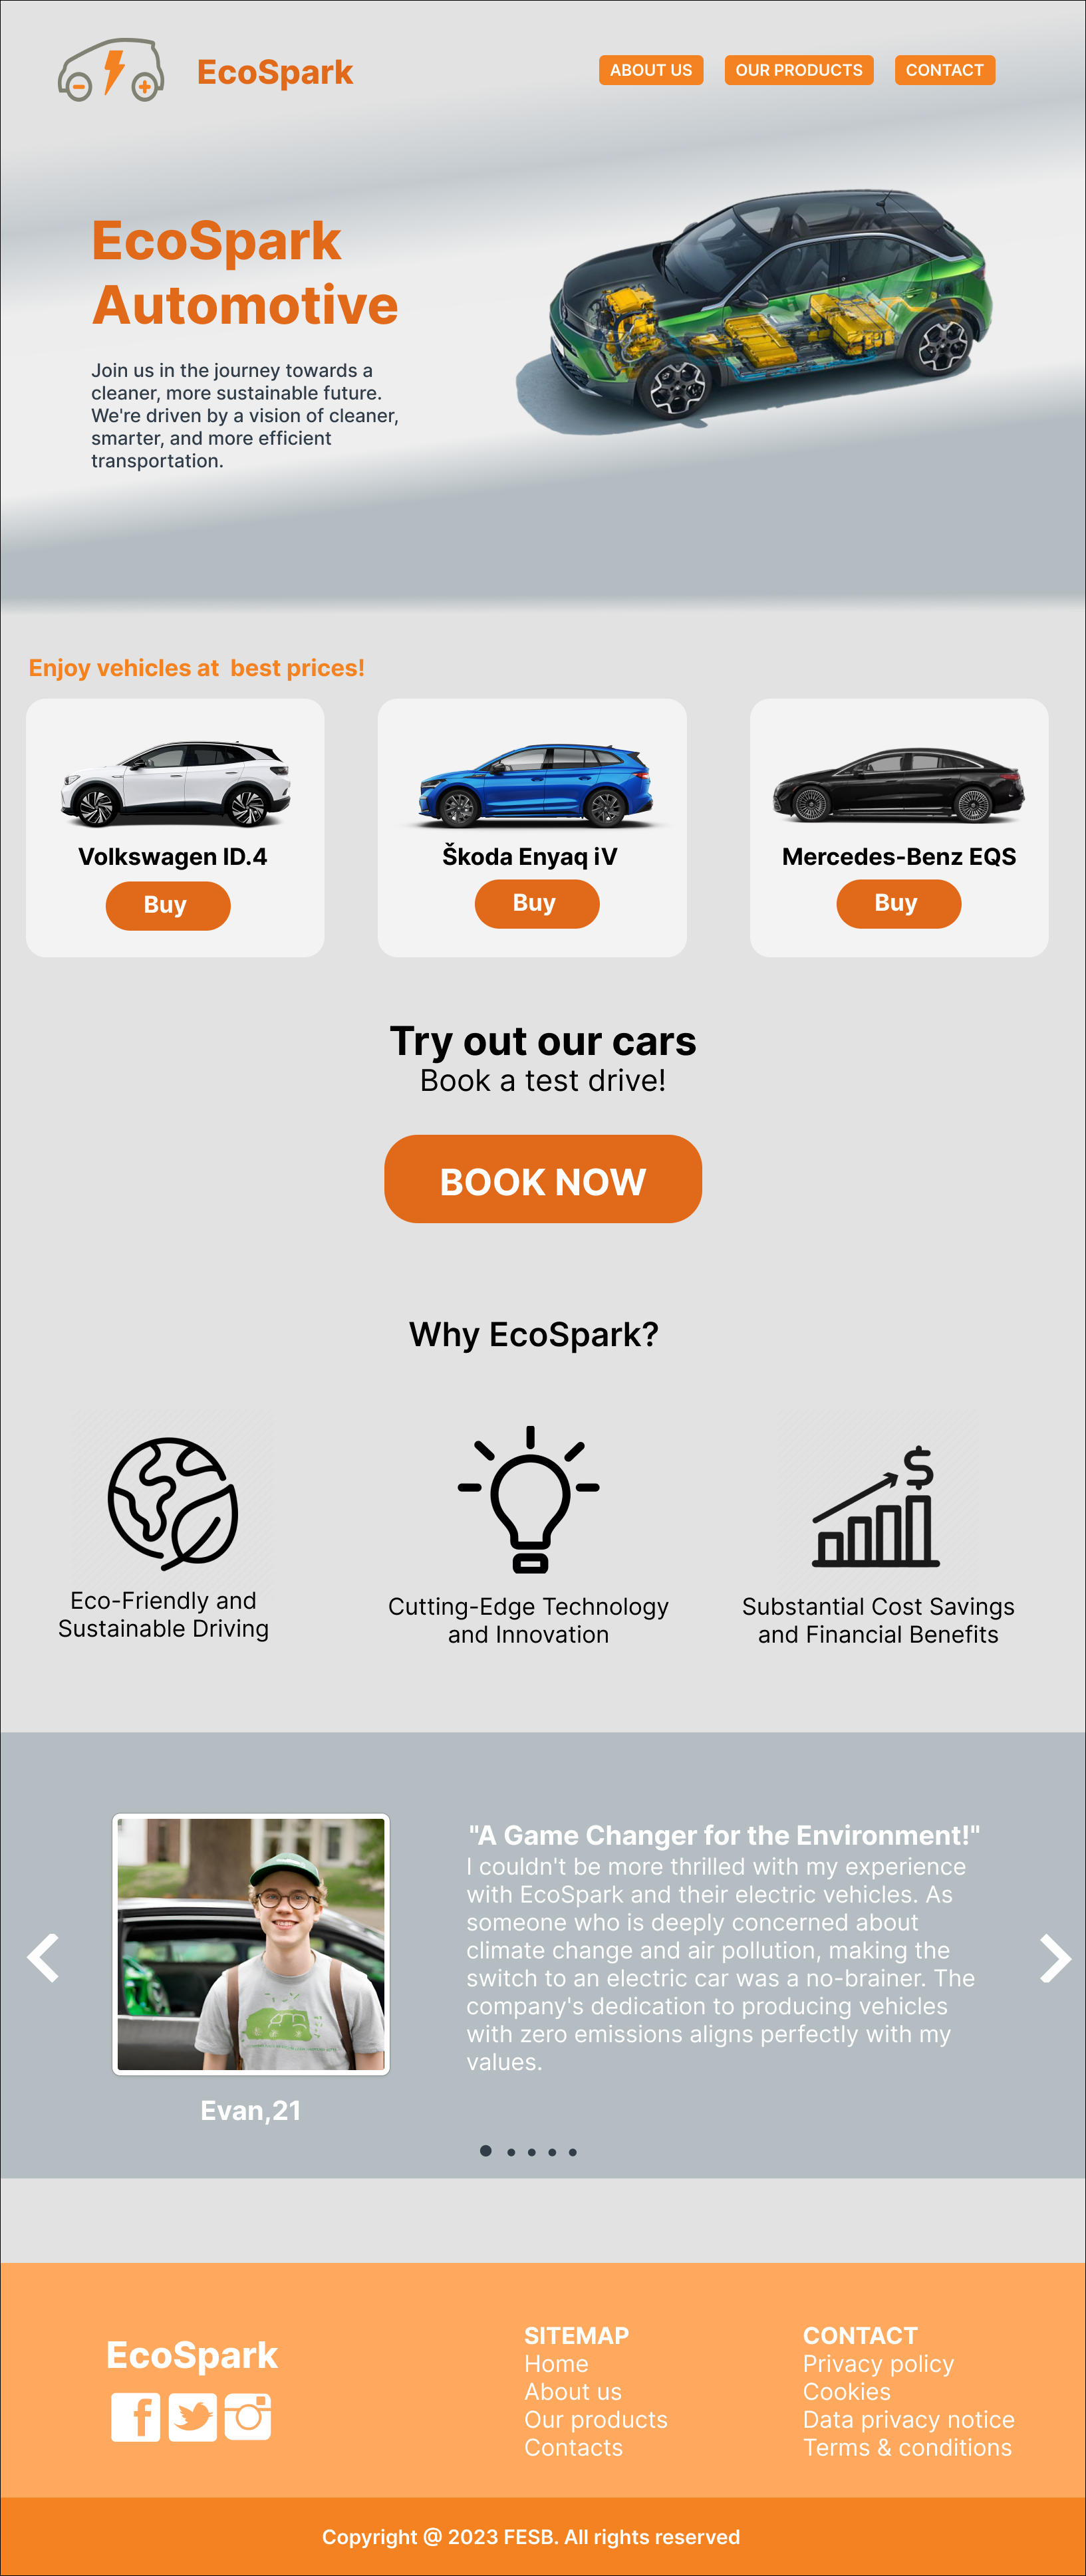 EcoSpark
ABOUT US
OUR PRODUCTS
CONTACT
EcoSpark
Automotive
Join us in the journey towards a
cleaner, more sustainable future.
We're driven by a vision of cleaner,
smarter, and more efficient
transportation.
Enjoy vehicles at  best prices!
Volkswagen ID.4
Buy
Škoda Enyaq iV
Buy
Mercedes-Benz EQS
Buy
Try out our cars
Book a test drive!
BOOK NOW
Why EcoSpark?
Eco-Friendly and
Sustainable Driving
Cutting-Edge Technology
and Innovation
$
Substantial Cost Savings
and Financial Benefits
"A Game Changer for the Environment!"
I couldn't be more thrilled with my experience
with EcoSpark and their electric vehicles. As
someone who is deeply concerned about
climate change and air pollution, making the
switch to an electric car was a no-brainer. The
company's dedication to producing vehicles
with zero emissions aligns perfectly with my
values.
Evan,21
EcoSpark
SITEMAP
Home
About us
Our products
Contacts
CONTACT
Privacy policy
Cookies
Data privacy notice
Terms & conditions
Copyright @ 2023 FESB. All rights reserved